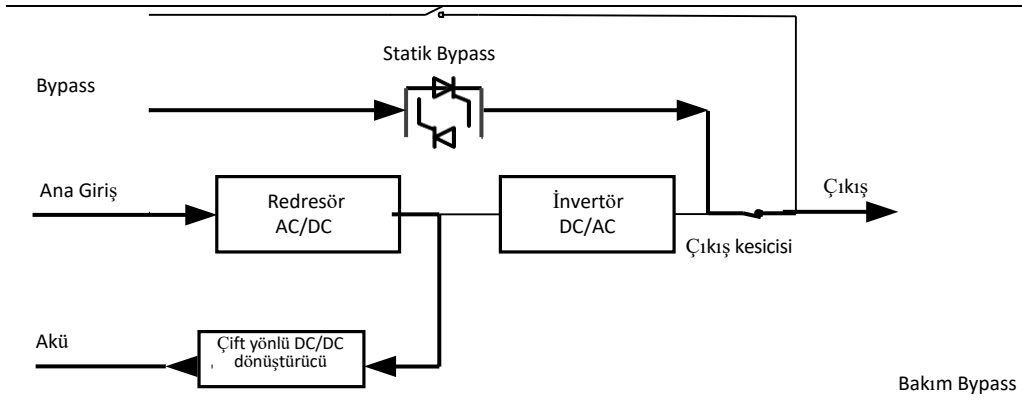 Statik Bypass
Bypass
Ana Giriş
Redresör
AC/DC
İnvertör
DC/AC
Çıkış
Çıkış kesicisi
Akü
Çift yönlü DC/DC
dönüştürücü
Bakım Bypass